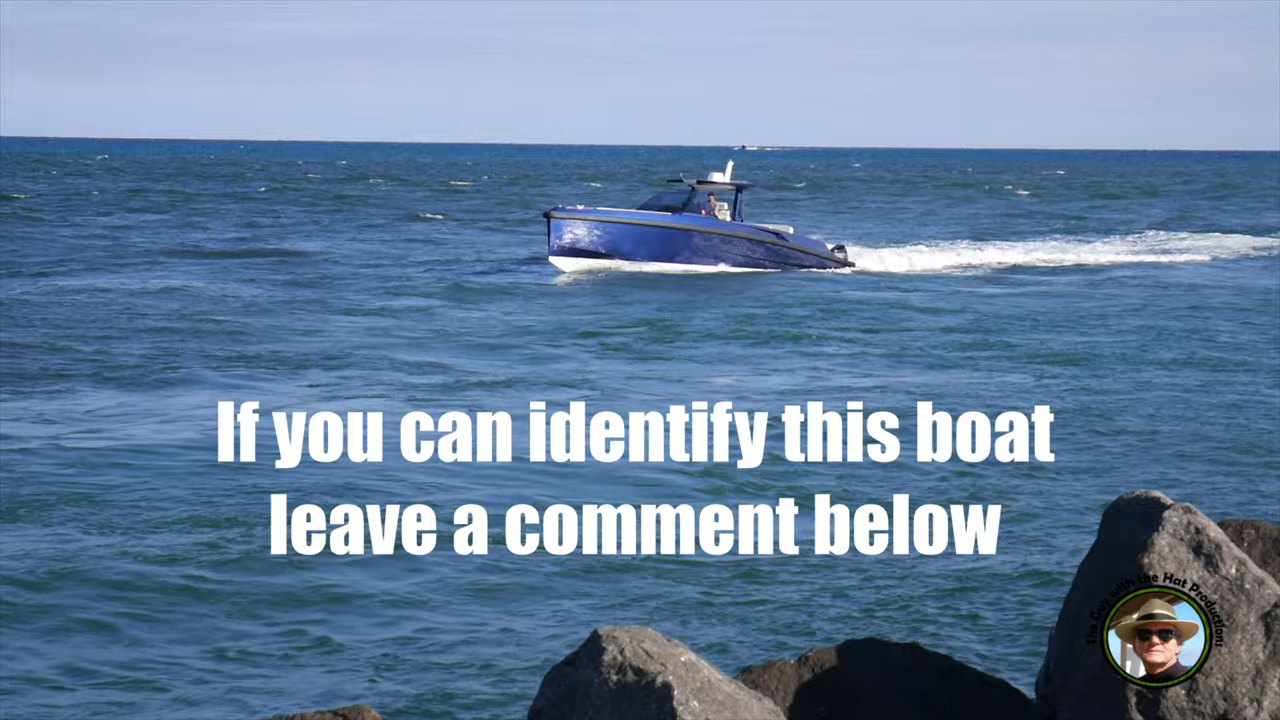 If you can identify this boat
leave a comment below
The Guy with the Hat Productions